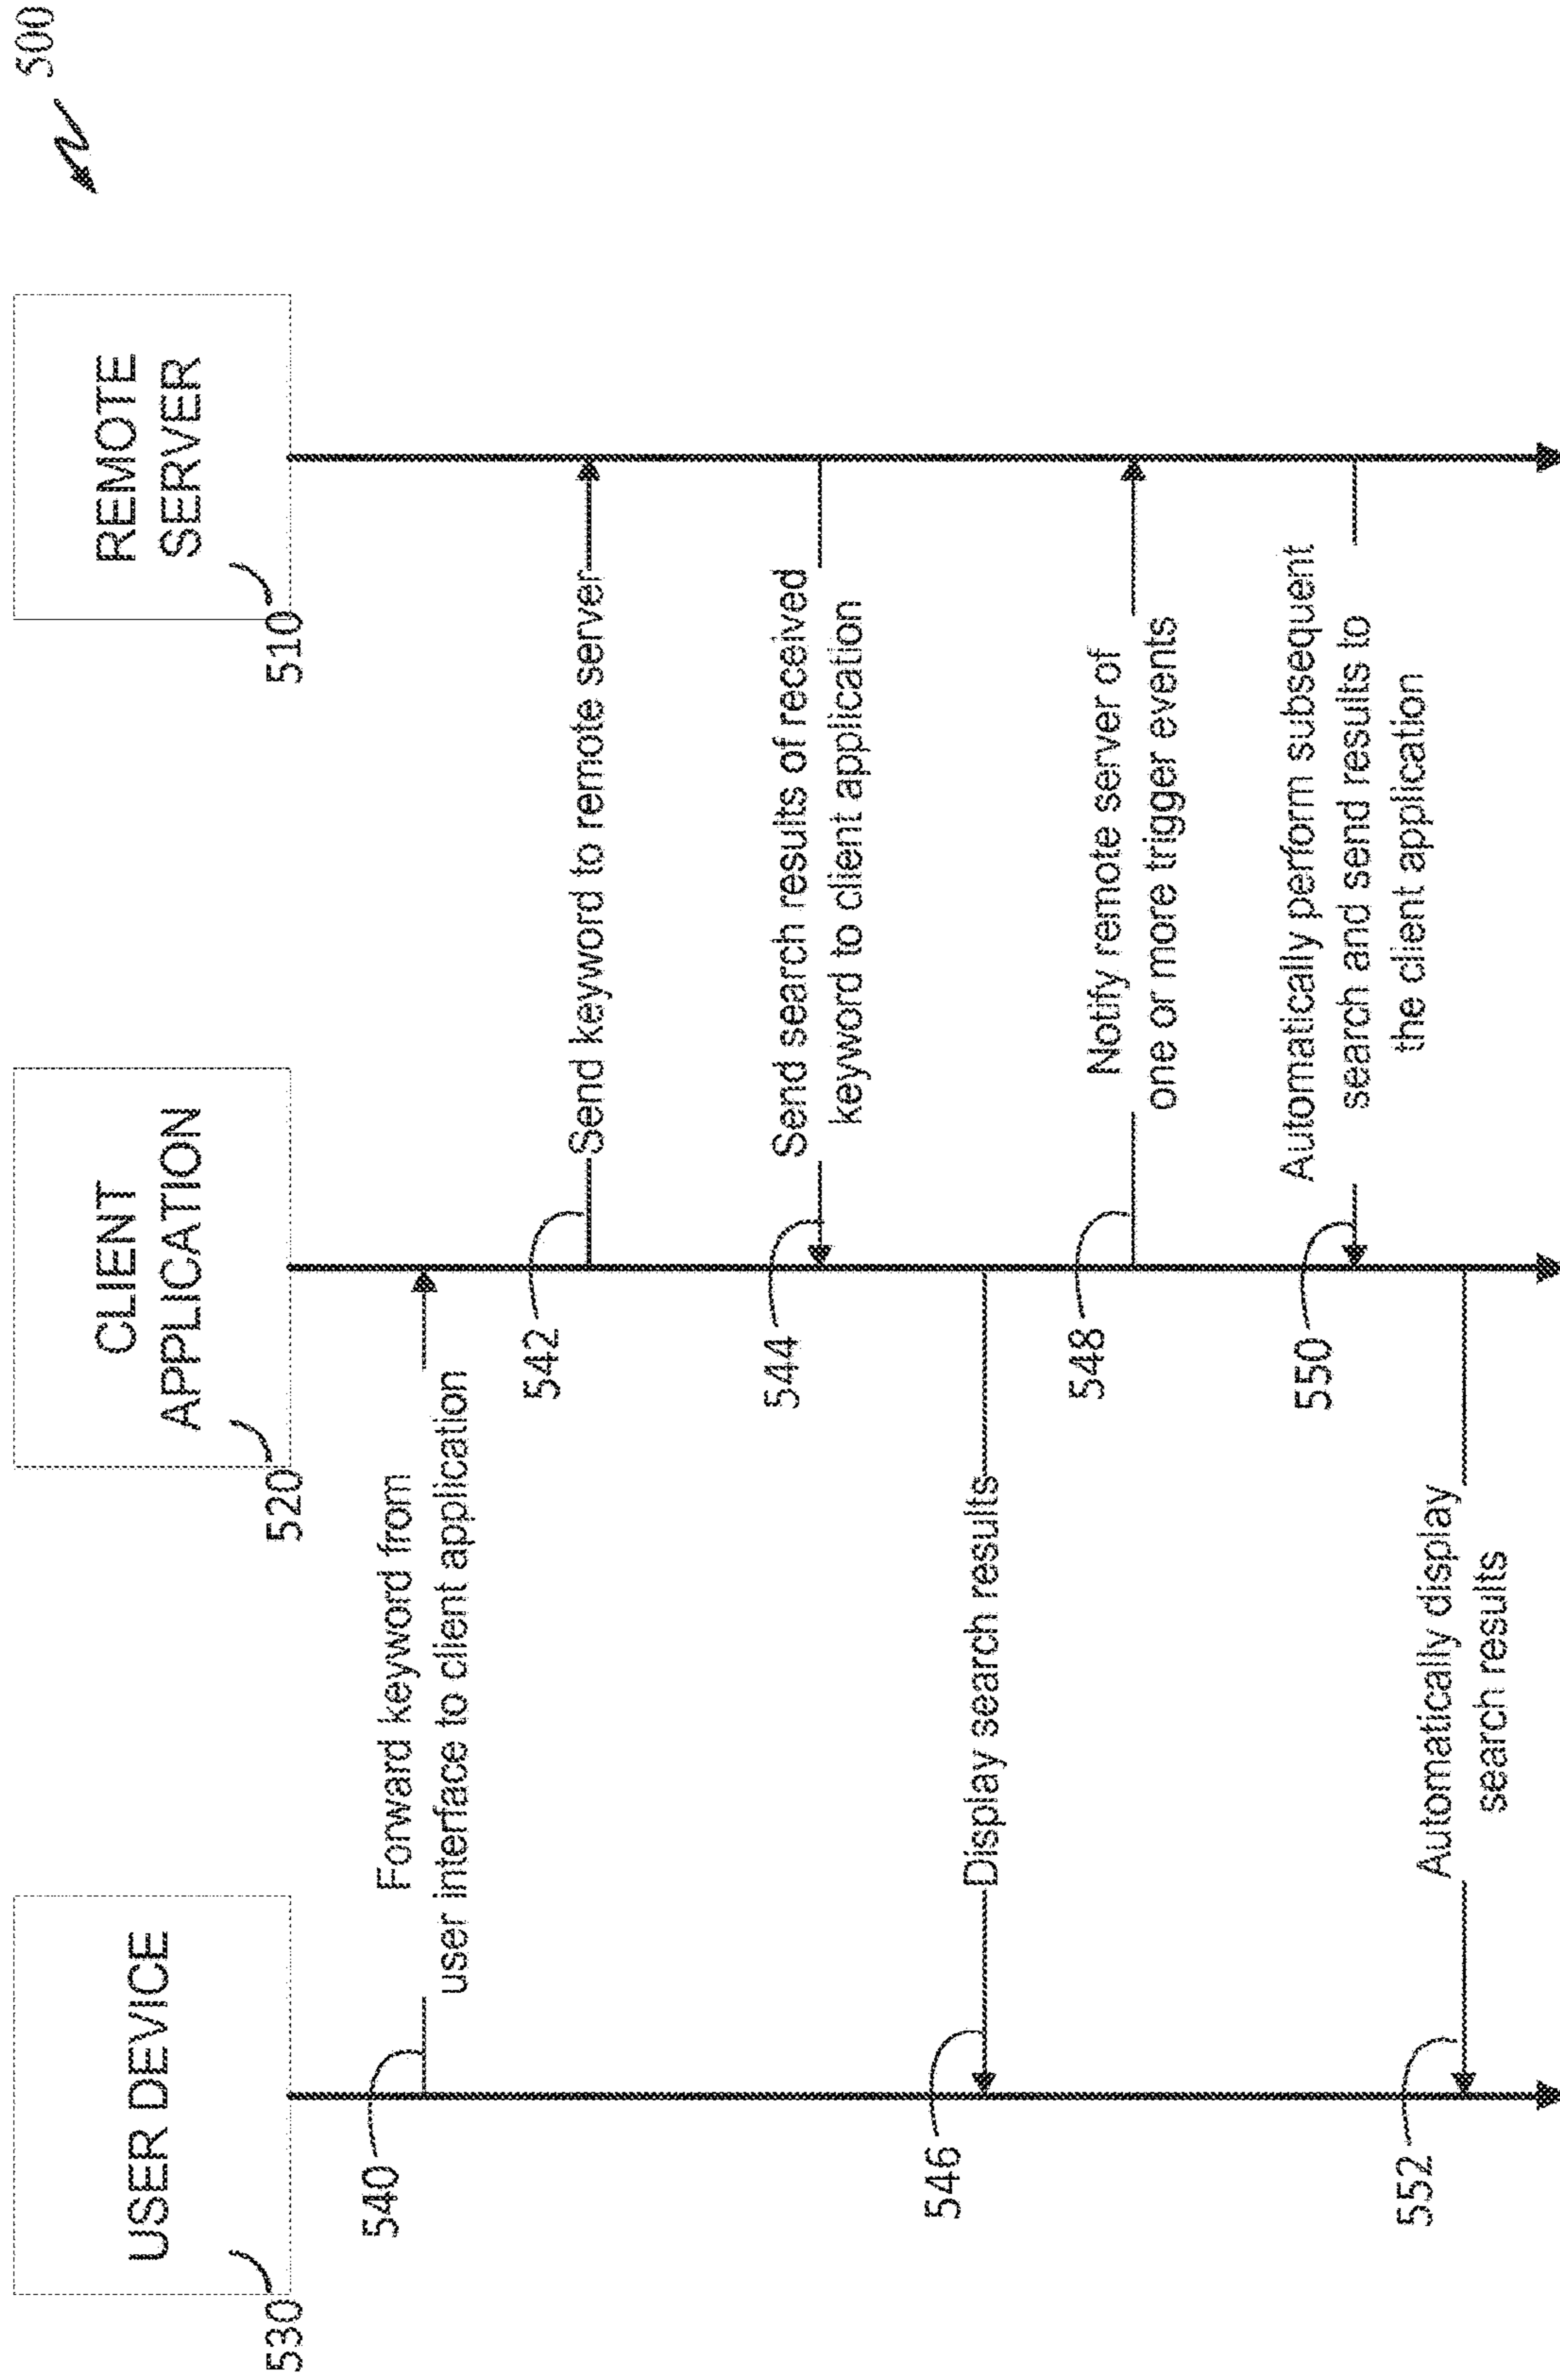 500
USER DEVICE
530
CLIENT
APPLICATION
520
REMOTE
SERVER
510
540
Forward keyword from
user interface to client application
542
Send keyword to remote server
544
Send search results of received
keyword to client application
546
Display search results
548
Notify remote server of
one or more trigger events
550
Automatically perform subsequent
search and send results to
the client application
552
Automatically display
search results